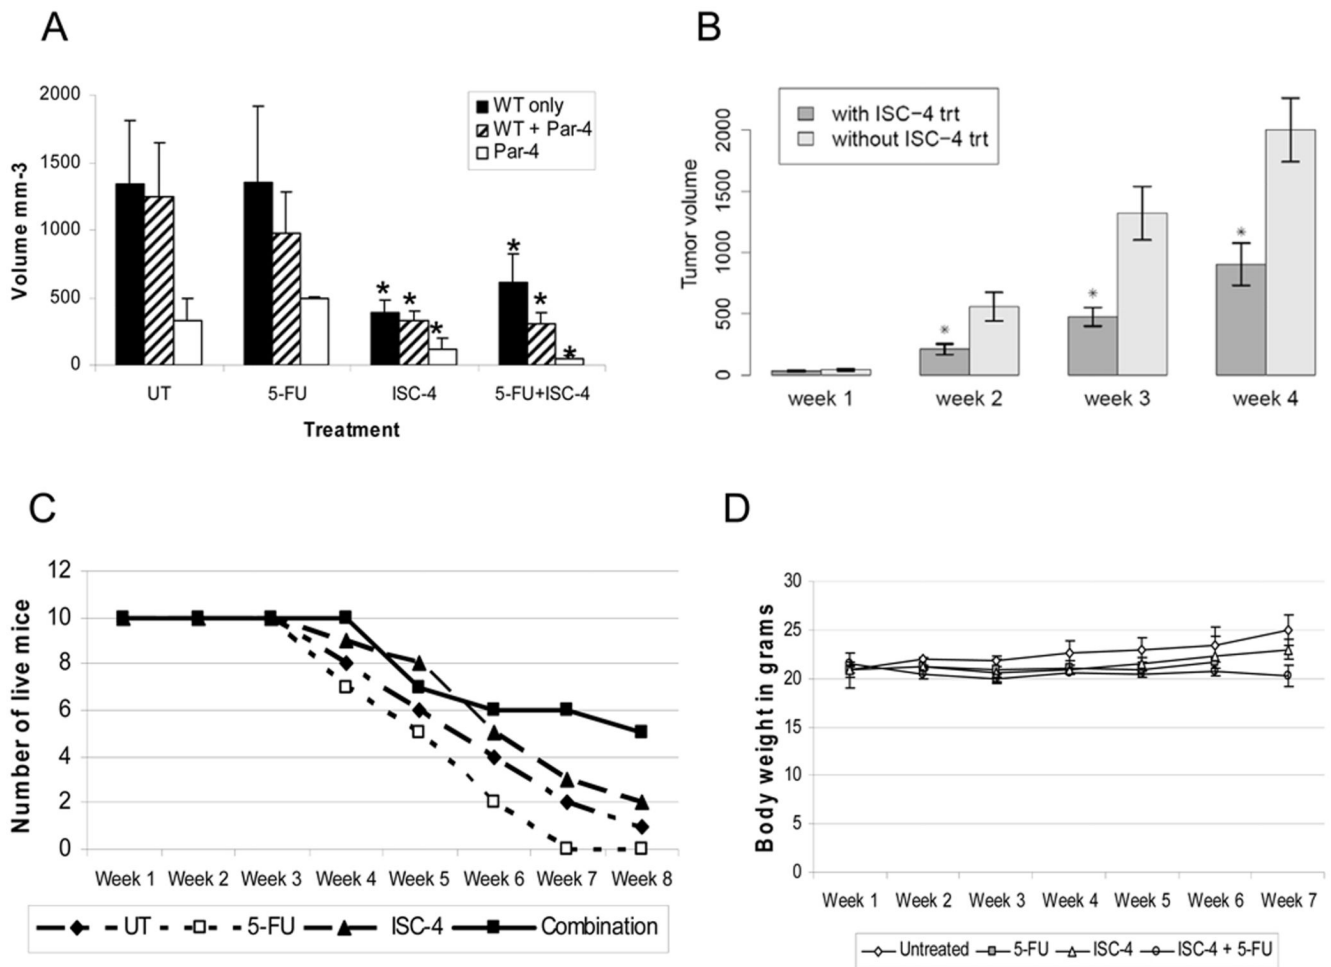 A
2000
1500
1000
500
0
Volume mm-3
WT only
WT + Par-4
Par-4
* * * * * *
UT 5-FU ISC-4 5-FU+ISC-4
Treatment
B
with ISC-4 trt
without ISC-4 trt
Tumor volume
2000
1500
1000
500
0
* * *
week 1 week 2 week 3 week 4
C
12
10
8
6
4
2
0
Number of live mice
Week 1 Week 2 Week 3 Week 4 Week 5 Week 6 Week 7 Week 8
UT 5-FU ISC-4 Combination
D
30
25
20
15
10
5
0
Body weight in grams
Week 1 Week 2 Week 3 Week 4 Week 5 Week 6 Week 7
Untreated 5-FU ISC-4 ISC-4 + 5-FU